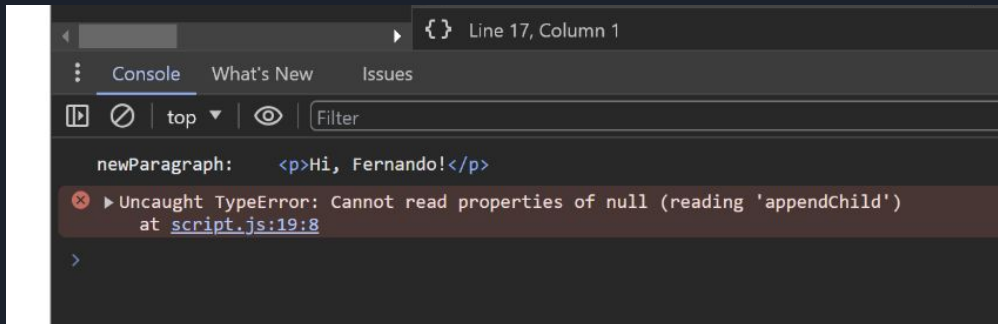 {} Line 17, Column 1
Console What's New Issues
top Filter
newParagraph: <p>Hi, Fernando!</p>
Uncaught TypeError: Cannot read properties of null (reading 'appendChild')
at script.js:19:8
>